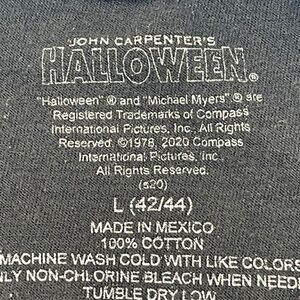 JOHN CARPENTER'S
HALLOWEEN®
"Halloween" ® and "Michael Myers" ® are
Registered Trademarks of Compass
International Pictures, Inc. All Rights
Reserved. ©1978, 2020 Compass
International Pictures, Inc.
All Rights Reserved.
(s20)
L (42/44)
MADE IN MEXICO
100% COTTON
MACHINE WASH COLD WITH LIKE COLORS
ONLY NON-CHLORINE BLEACH WHEN NEED
TUMBLE DRY LOW